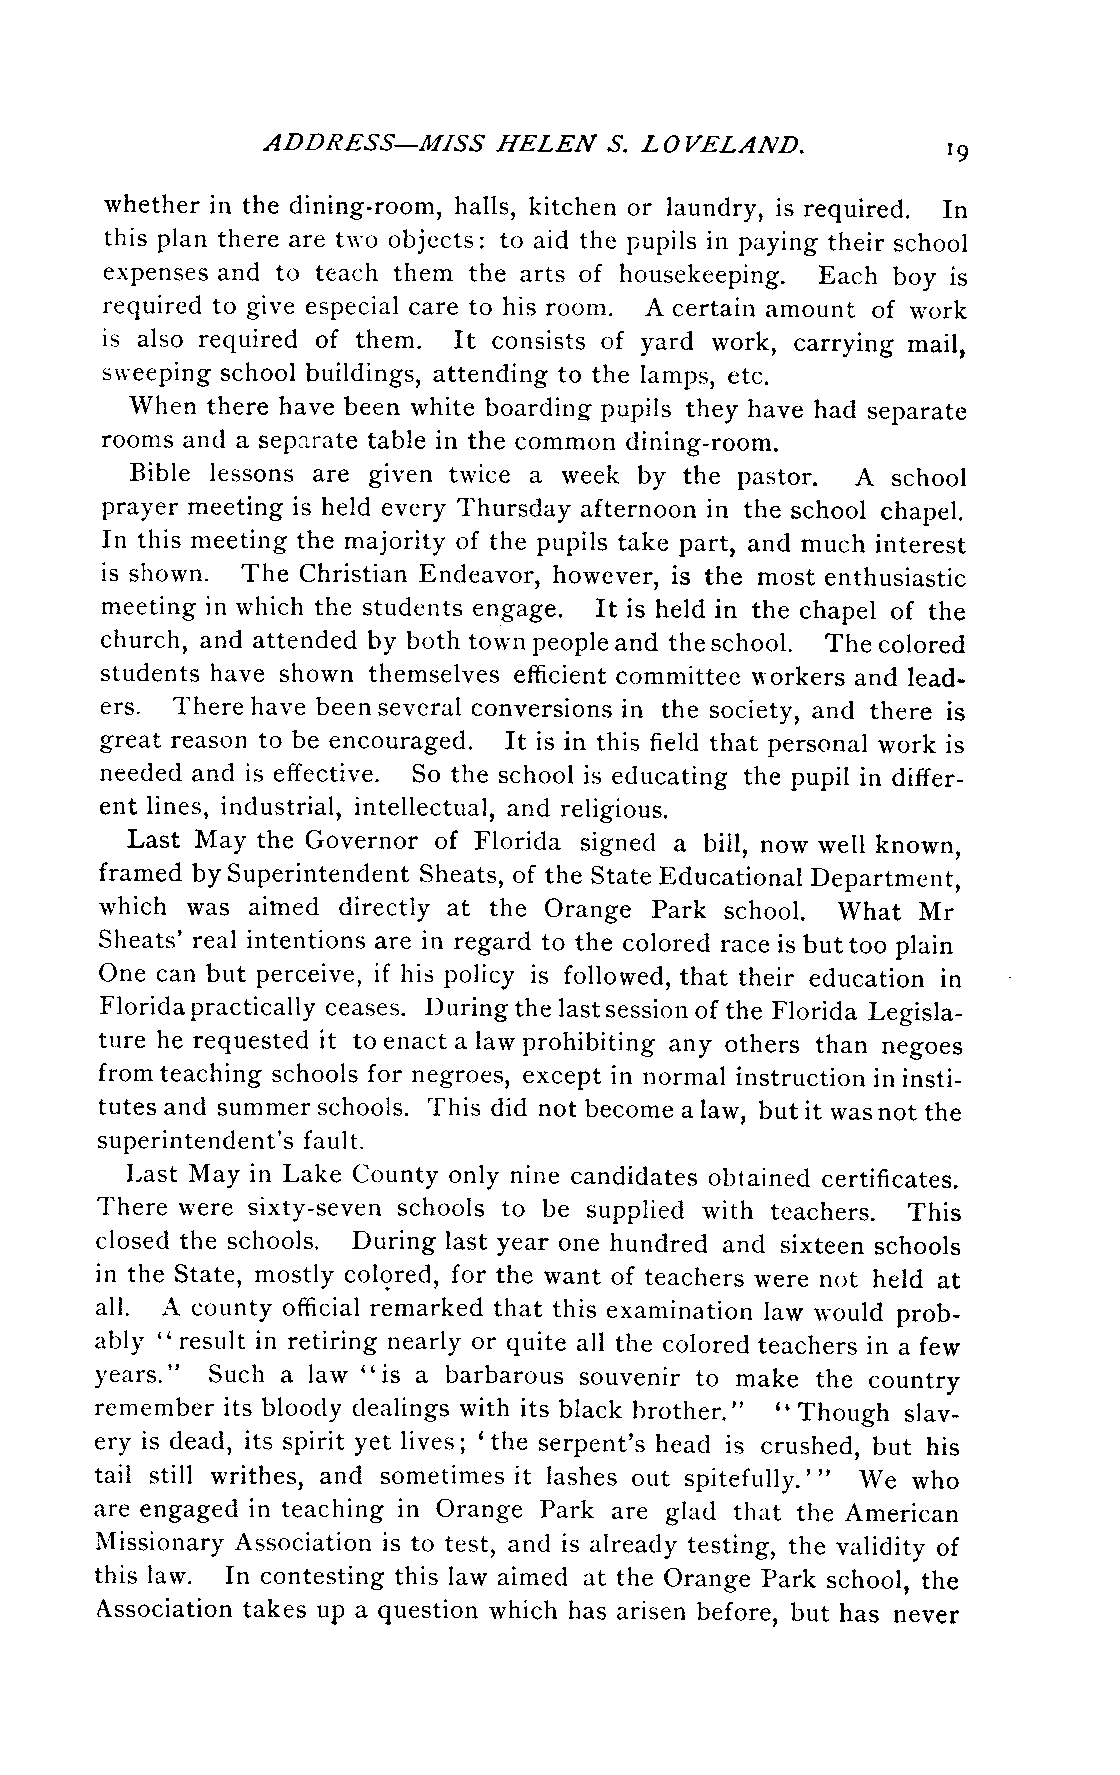 ADDRESS—MISS HELEN S. LOVELAND. 19
whether in the dining-room, halls, kitchen or laundry, is required. In
this plan there are two objects: to aid the pupils in paying their school
expenses and to teach them the arts of housekeeping. Each boy is
required to give especial care to his room. A certain amount of work
is also required of them. It consists of yard work, carrying mail,
sweeping school buildings, attending to the lamps, etc.
When there have been white boarding pupils they have had separate
rooms and a separate table in the common dining-room.
Bible lessons are given twice a week by the pastor. A school
prayer meeting is held every Thursday afternoon in the school chapel.
In this meeting the majority of the pupils take part, and much interest
is shown. The Christian Endeavor, however, is the most enthusiastic
meeting in which the students engage. It is held in the chapel of the
church, and attended by both town people and the school. The colored
students have shown themselves efficient committee workers and lead-
ers. There have been several conversions in the society, and there is
great reason to be encouraged. It is in this field that personal work is
needed and is effective. So the school is educating the pupil in differ-
ent lines, industrial, intellectual, and religious.
Last May the Governor of Florida signed a bill, now well known,
framed by Superintendent Sheats, of the State Educational Department,
which was aimed directly at the Orange Park school. What Mr
Sheats' real intentions are in regard to the colored race is but too plain
One can but perceive, if his policy is followed, that their education in
Florida practically ceases. During the last session of the Florida Legisla-
ture he requested it to enact a law prohibiting any others than negoes
from teaching schools for negroes, except in normal instruction in insti-
tutes and summer schools. This did not become a law, but it was not the
superintendent's fault.
Last May in Lake County only nine candidates obtained certificates.
There were sixty-seven schools to be supplied with teachers. This
closed the schools. During last year one hundred and sixteen schools
in the State, mostly colored, for the want of teachers were not held at
all. A county official remarked that this examination law would prob-
ably "result in retiring nearly or quite all the colored teachers in a few
years." Such a law "is a barbarous souvenir to make the country
remember its bloody dealings with its black brother." "Though slav-
ery is dead, its spirit yet lives; 'the serpent's head is crushed, but his
tail still writhes, and sometimes it lashes out spitefully.'" We who
are engaged in teaching in Orange Park are glad that the American
Missionary Association is to test, and is already testing, the validity of
this law. In contesting this law aimed at the Orange Park school, the
Association takes up a question which has arisen before, but has never